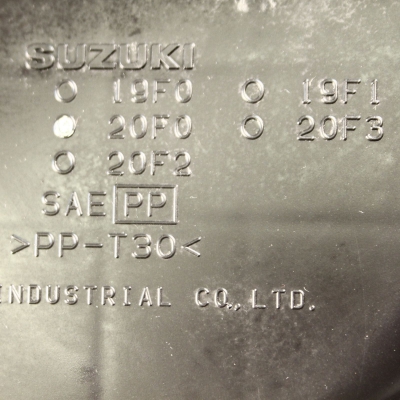 SUZUKI
19F0 19F1
20F0 20F3
20F2
SAE PP
>PP-T30<
INDUSTRIAL CO., LTD.